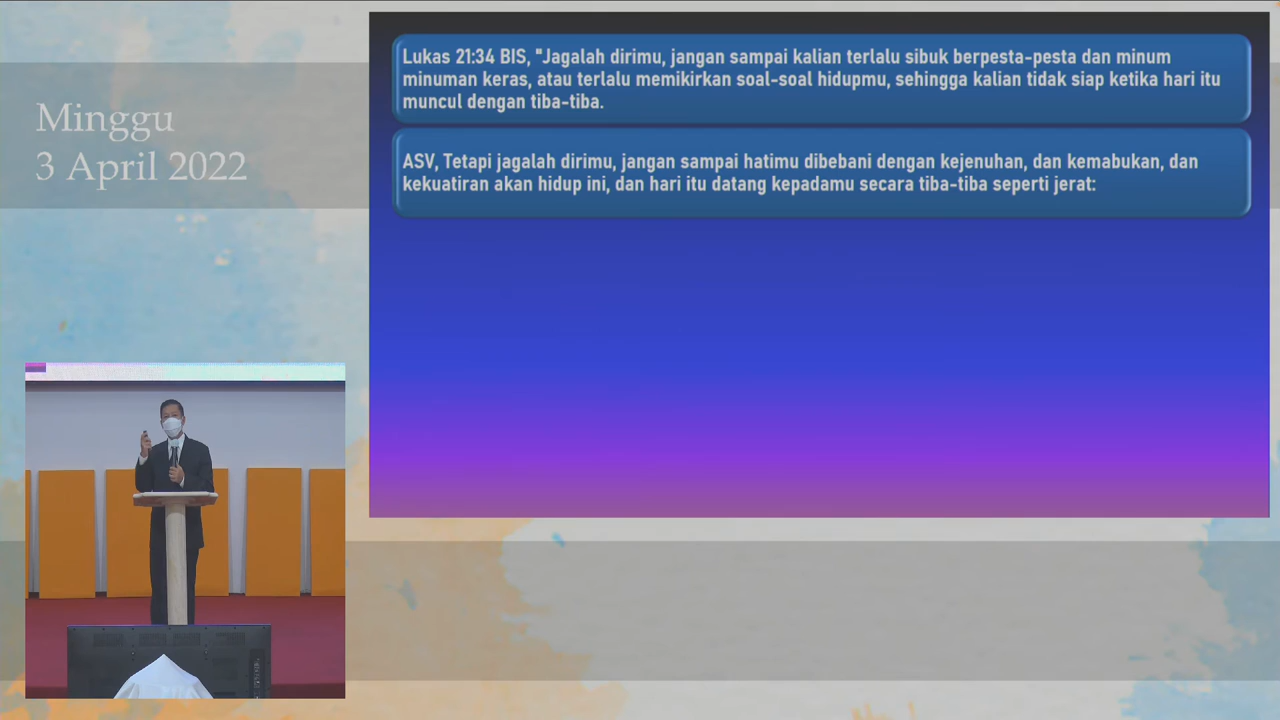 Minggu
3 April 2022
Lukas 21:34 BIS, "Jagalah dirimu, jangan sampai kalian terlalu sibuk berpesta-pesta dan minum
minuman keras, atau terlalu memikirkan soal-soal hidupmu, sehingga kalian tidak siap ketika hari itu
muncul dengan tiba-tiba.
ASV, Tetapi jagalah dirimu, jangan sampai hatimu dibebani dengan kejenuhan, dan kemabukan, dan
kekuatiran akan hidup ini, dan hari itu datang kepadamu secara tiba-tiba seperti jerat: